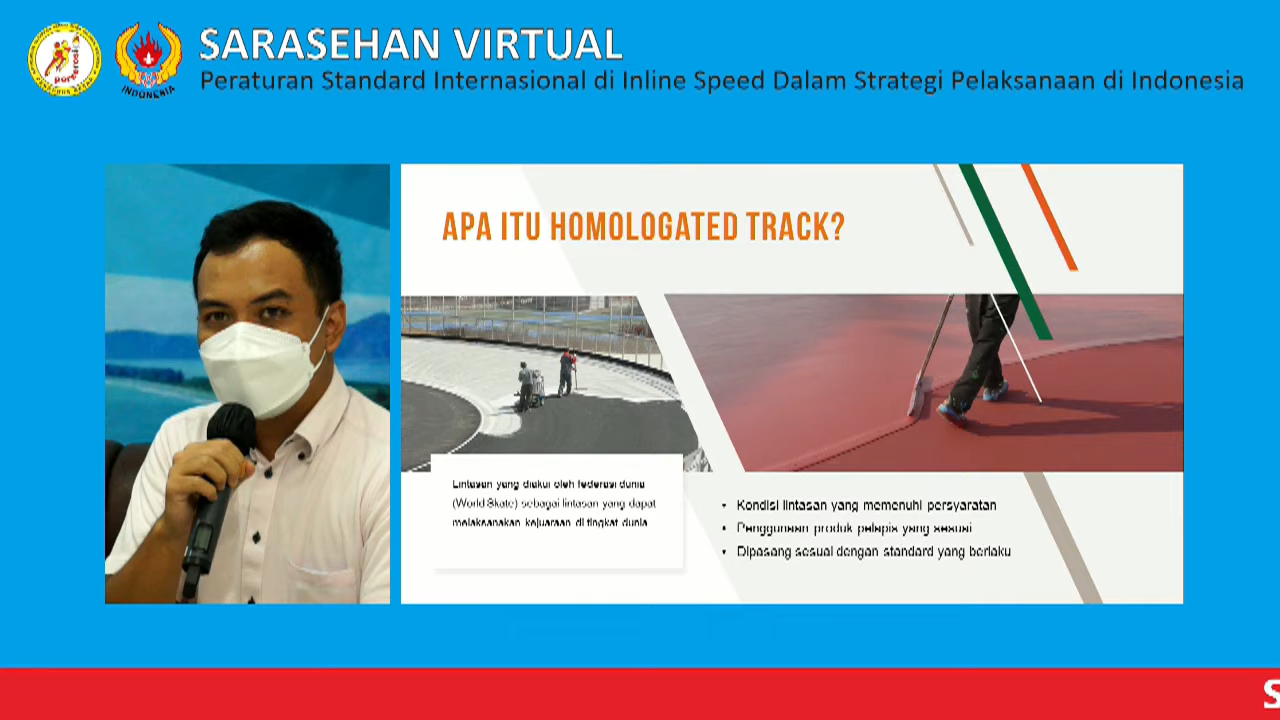 SARASEHAN VIRTUAL
Peraturan Standard Internasional di Inline Speed Dalam Strategi Pelaksanaan di Indonesia
porserosi
INDONESIA
APA ITU HOMOLOGATED TRACK?
Lintasan yang diakui oleh federasi dunia
(World Skate) sebagai lintasan yang dapat
melaksanakan kejuaraan di tingkat dunia
• Kondisi lintasan yang memenuhi persyaratan
• Penggunaan produk pelapis yang sesuai
• Dipasang sesuai dengan standard yang berlaku
S